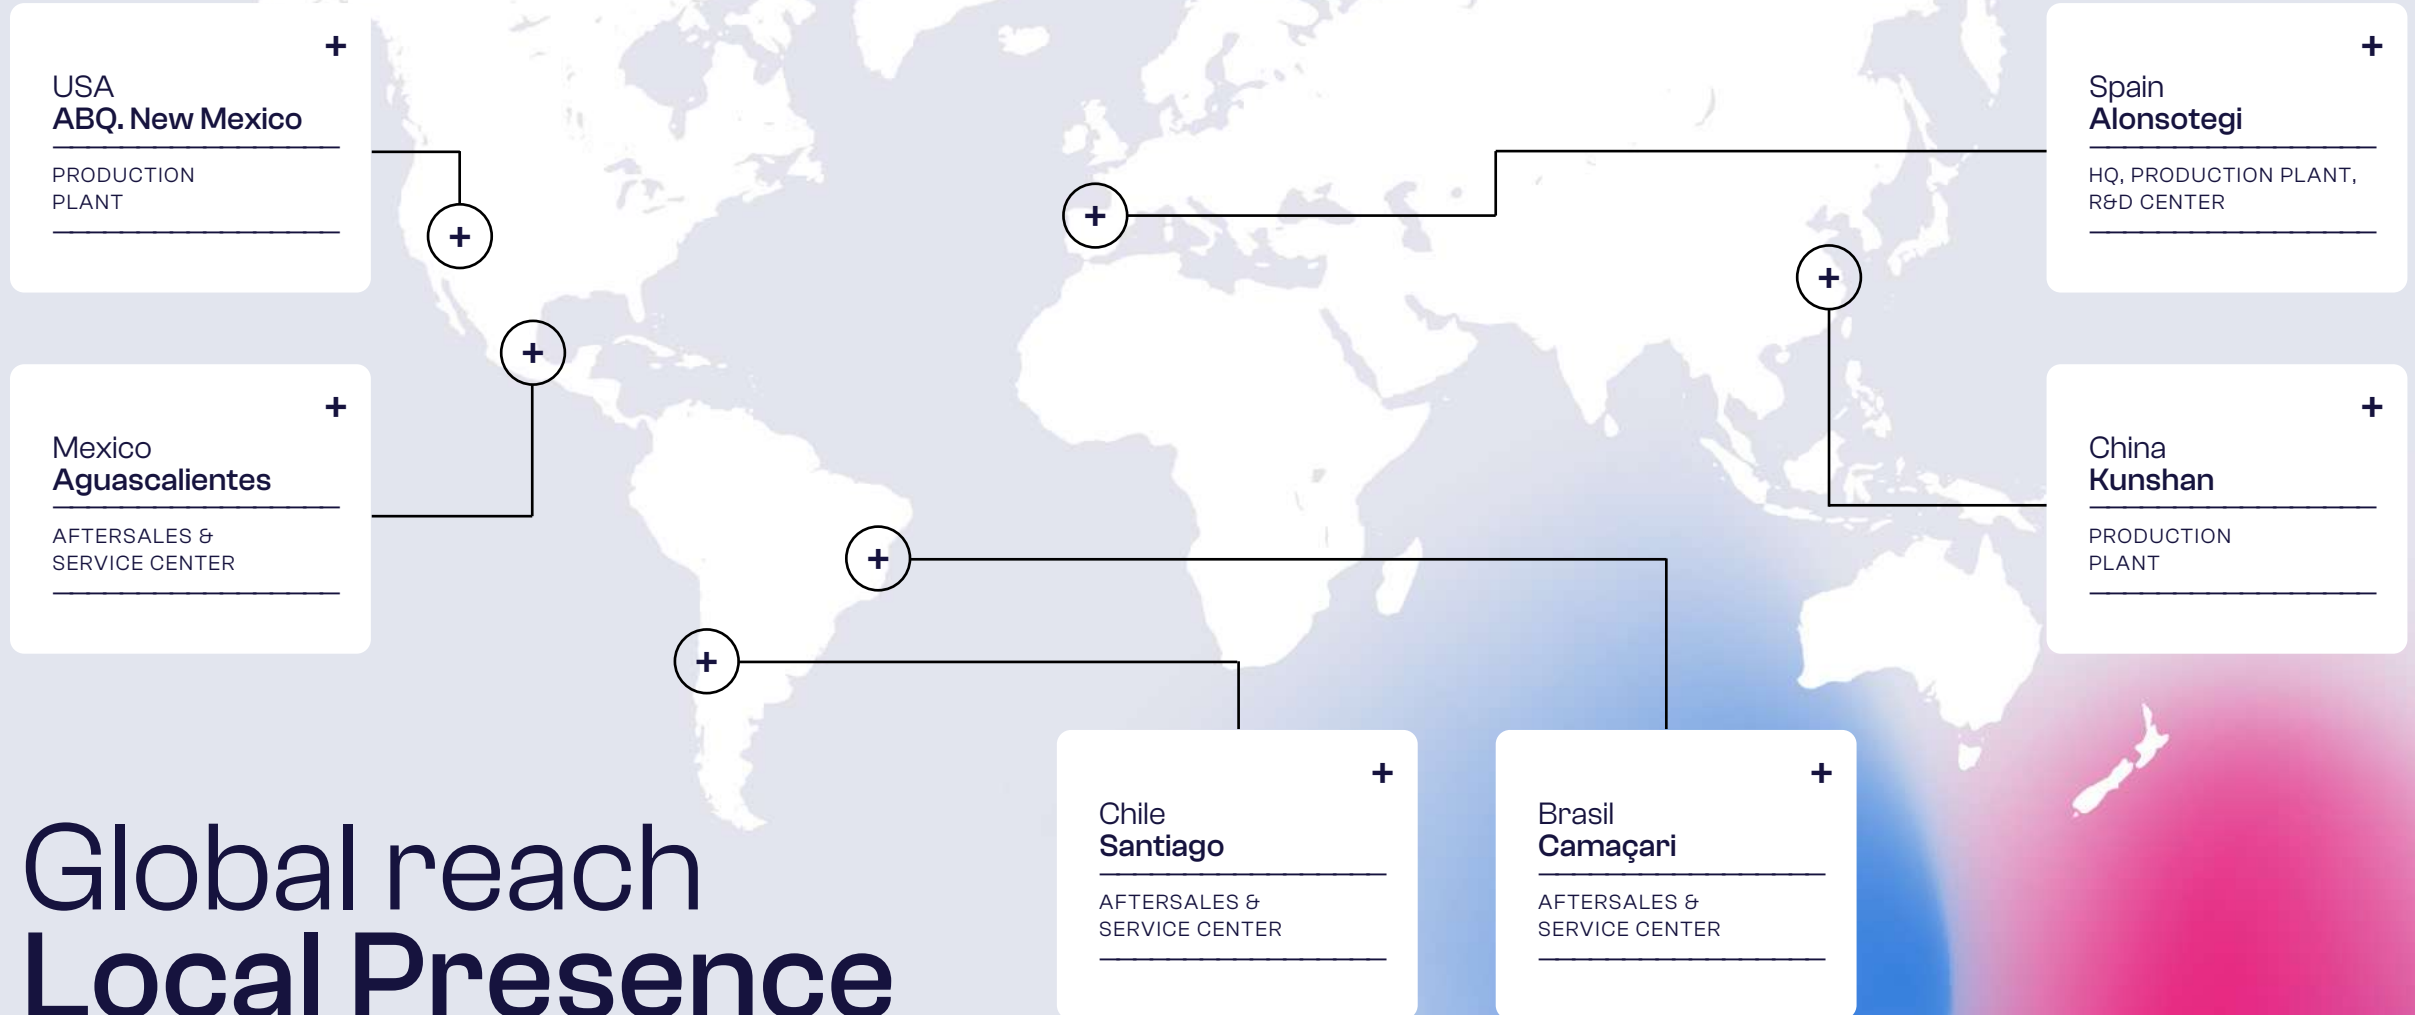 USA
ABQ. New Mexico
PRODUCTION
PLANT
Spain
Alonsotegi
HQ, PRODUCTION PLANT,
R&D CENTER
Mexico
Aguascalientes
AFTERSALES &
SERVICE CENTER
China
Kunshan
PRODUCTION
PLANT
Chile
Santiago
AFTERSALES &
SERVICE CENTER
Brasil
Camaçari
AFTERSALES &
SERVICE CENTER
Global reach
Local Presence